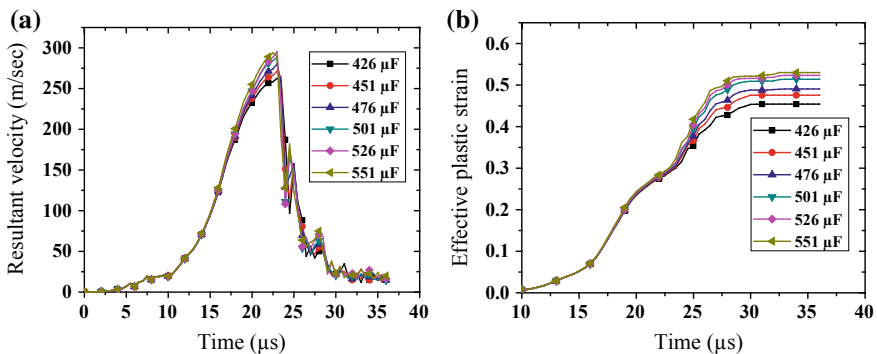 (a)
Resultant velocity (m/sec)
300
250
200
150
100
50
0
426 µF
451 µF
476 µF
501 µF
526 µF
551 µF
0 5 10 15 20 25 30 35 40
Time (µs)
(b)
Effective plastic strain
0.6
0.5
0.4
0.3
0.2
0.1
0.0
426 µF
451 µF
476 µF
501 µF
526 µF
551 µF
10 15 20 25 30 35 40
Time (µs)